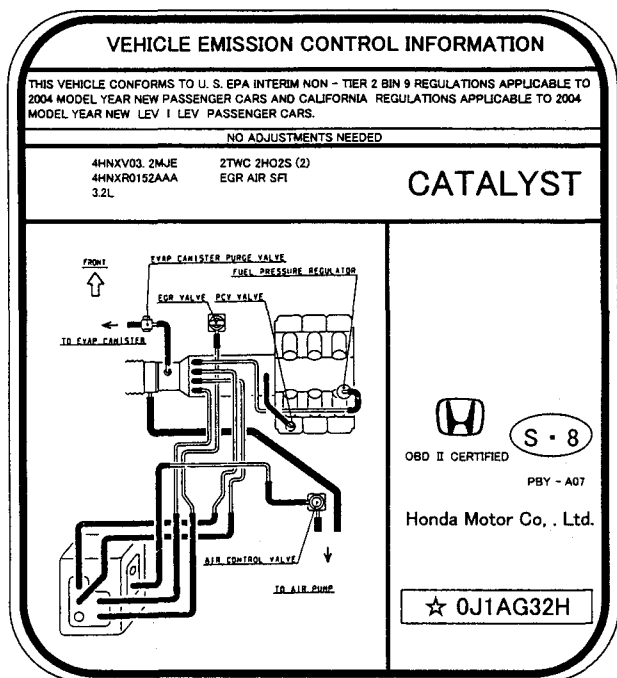 VEHICLE EMISSION CONTROL INFORMATION
THIS VEHICLE CONFORMS TO U. S. EPA INTERIM NON - TIER 2 BIN 9 REGULATIONS APPLICABLE TO
2004 MODEL YEAR NEW PASSENGER CARS AND CALIFORNIA REGULATIONS APPLICABLE TO 2004
MODEL YEAR NEW LEV I LEV PASSENGER CARS.
NO ADJUSTMENTS NEEDED
4HNXV03. 2MJE 2TWC 2HO2S (2)
4HNXR0152AAA EGR AIR SFI
3.2L
CATALYST
FRONT
EVAP CANISTER PURGE VALVE
FUEL PRESSURE REGULATOR
EGR VALVE PCV VALVE
TO EVAP CANISTER
AIR CONTROL VALVE
TO AIR PUMP
OBD II CERTIFIED
S · 8
PBY - A07
Honda Motor Co, . Ltd.
☆ 0J1AG32H